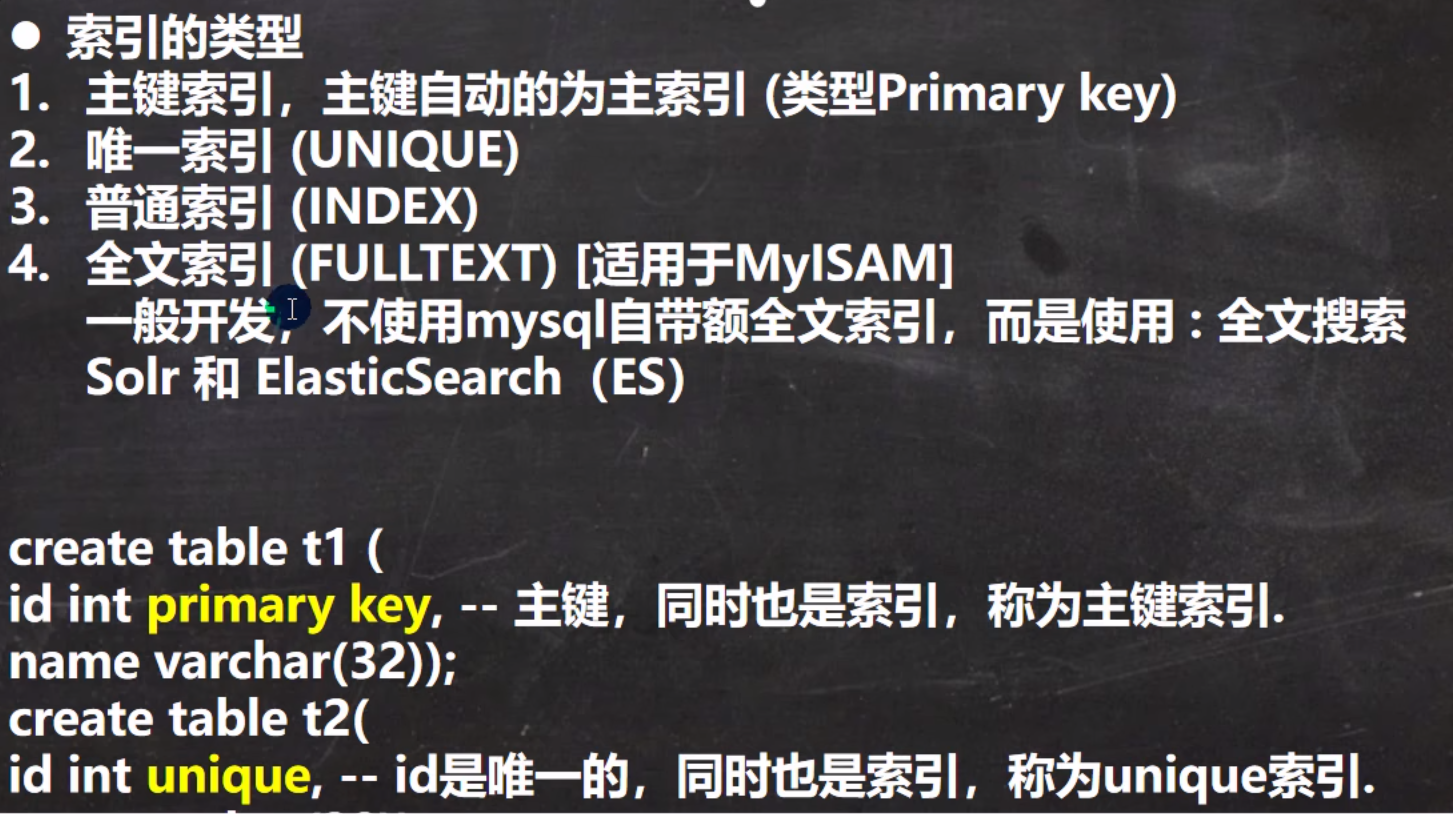 ● 索引的类型
1. 主键索引，主键自动的为主索引 (类型Primary key)
2. 唯一索引 (UNIQUE)
3. 普通索引 (INDEX)
4. 全文索引 (FULLTEXT) [适用于MyISAM]
一般开发，不使用mysql自带额全文索引，而是使用：全文搜索
Solr 和 ElasticSearch（ES）
create table t1 (
id int primary key, -- 主键，同时也是索引，称为主键索引.
name varchar(32));
create table t2(
id int unique, -- id是唯一的，同时也是索引，称为unique索引.